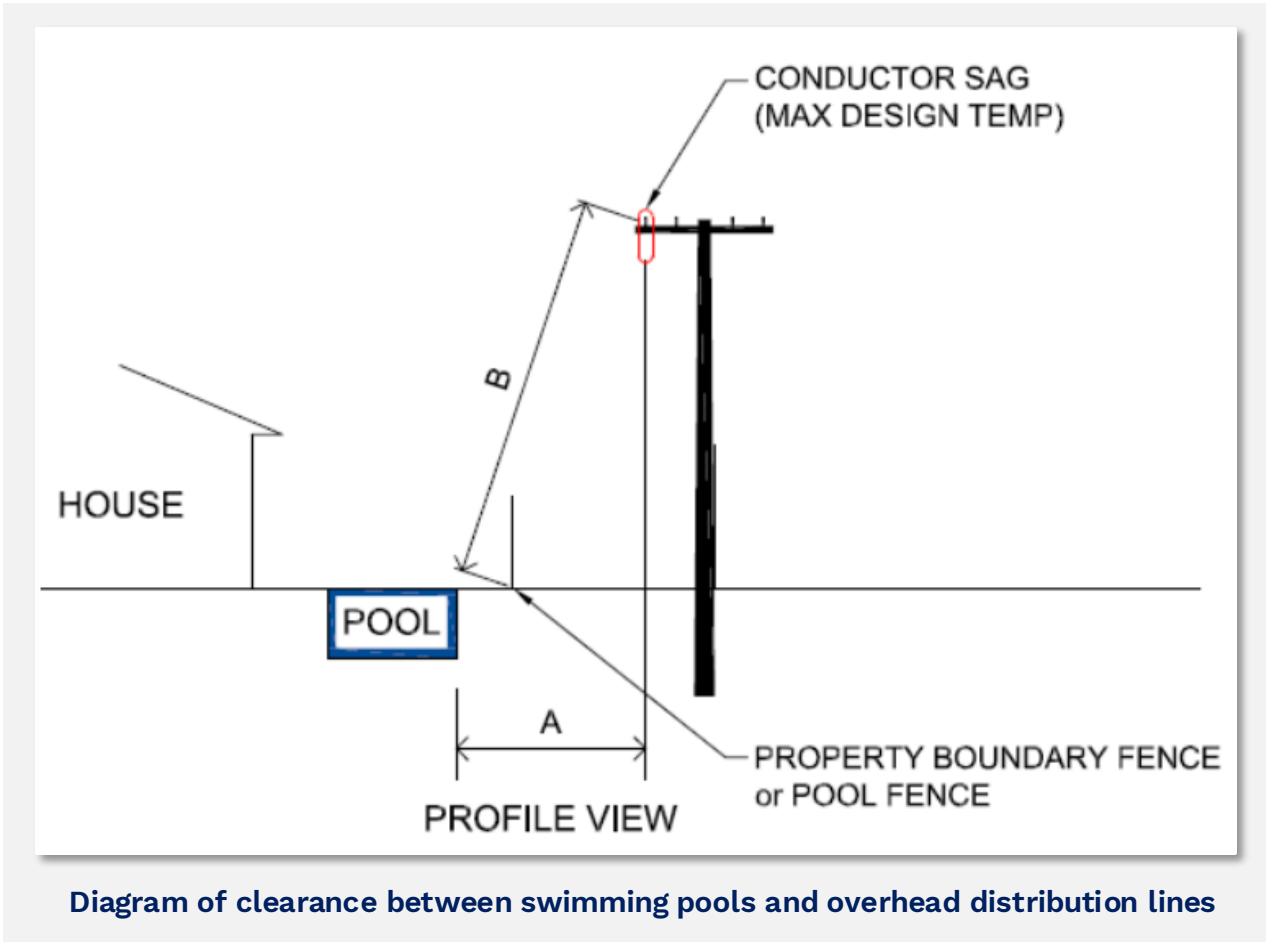 CONDUCTOR SAG
(MAX DESIGN TEMP)
B
HOUSE
POOL
A
PROPERTY BOUNDARY FENCE
or POOL FENCE
PROFILE VIEW
Diagram of clearance between swimming pools and overhead distribution lines